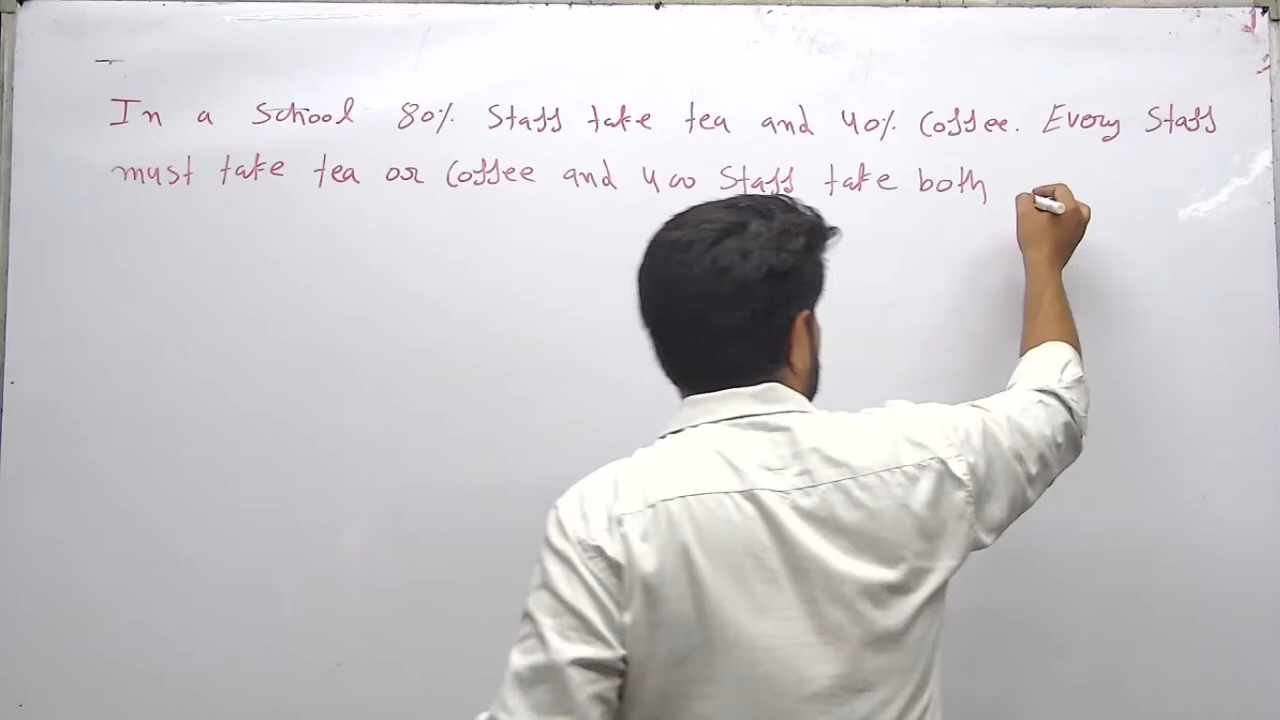 In a school 80% staff take tea and 40% coffee. Every staff
must take tea or coffee and 400 staff take both